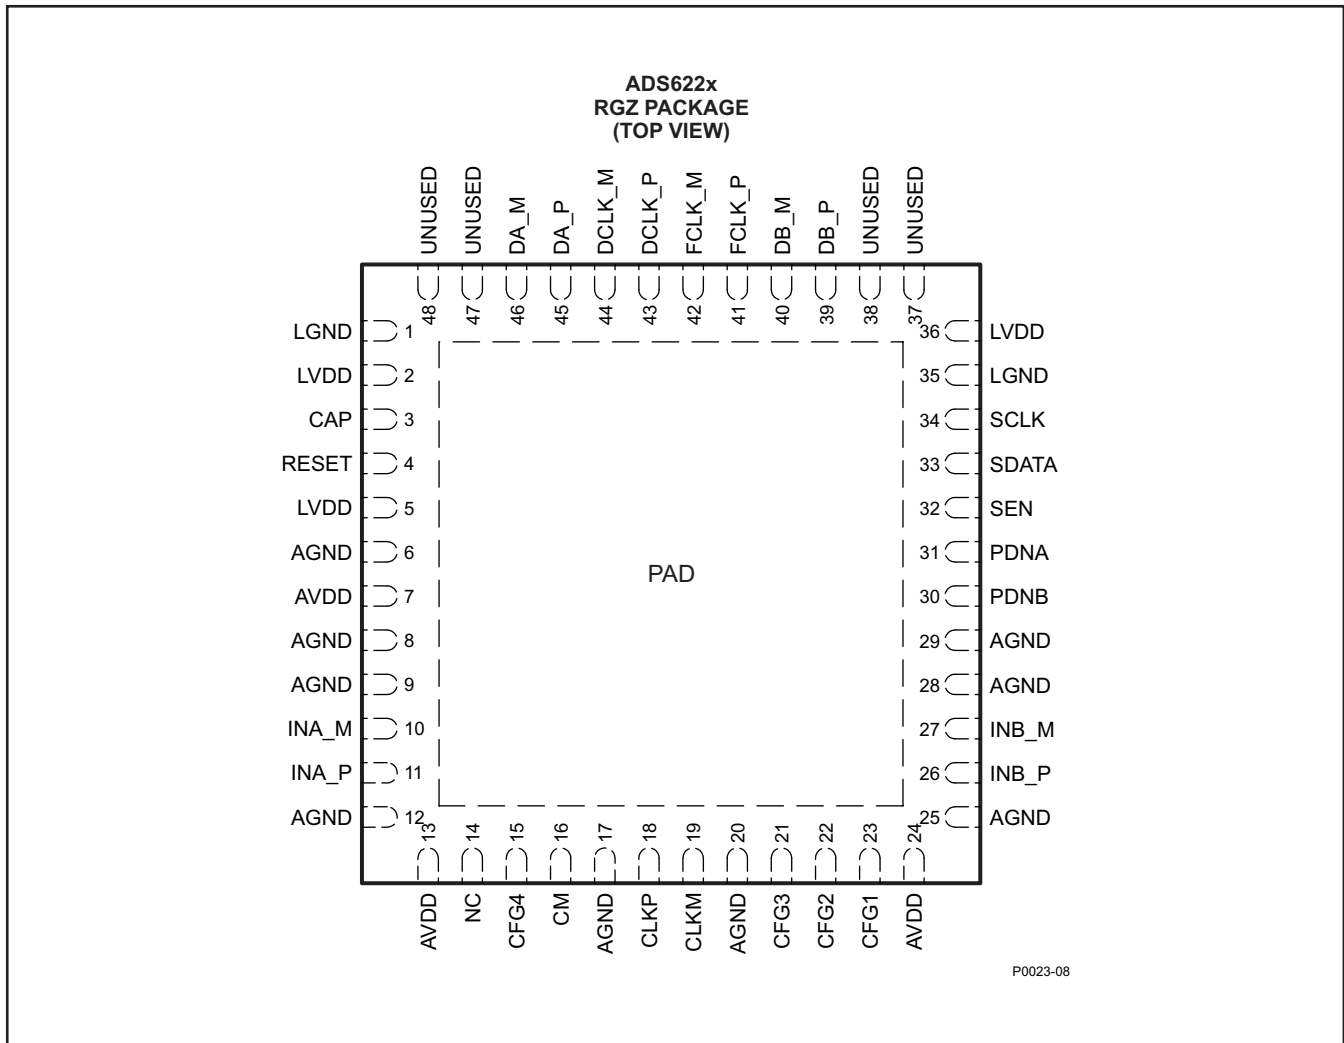 ADS622x
RGZ PACKAGE
(TOP VIEW)
UNUSED
UNUSED
DA_M
DA_P
DCLK_M
DCLK_P
FCLK_M
FCLK_P
DB_M
DB_P
UNUSED
UNUSED
48
47
46
45
44
43
42
41
40
39
38
37
LGND 1
36 LVDD
LVDD 2
35 LGND
CAP 3
34 SCLK
RESET 4
33 SDATA
LVDD 5
32 SEN
AGND 6
31 PDNA
AVDD 7
30 PDNB
AGND 8
29 AGND
AGND 9
28 AGND
INA_M 10
27 INB_M
INA_P 11
26 INB_P
AGND 12
25 AGND
PAD
13
14
15
16
17
18
19
20
21
22
23
24
AVDD
NC
CFG4
CM
AGND
CLKP
CLKM
AGND
CFG3
CFG2
CFG1
AVDD
P0023-08